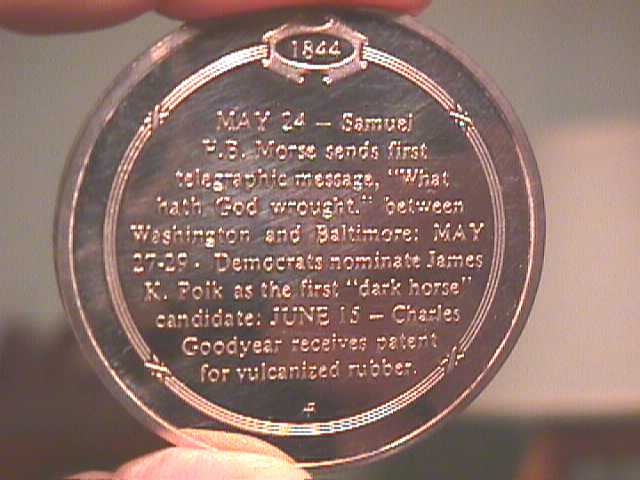 1844
MAY 24 – Samuel
F.B. Morse sends first
telegraphic message, "What
hath God wrought." between
Washington and Baltimore: MAY
27-29 - Democrats nominate James
K. Polk as the first "dark horse"
candidate: JUNE 15 – Charles
Goodyear receives patent
for vulcanized rubber.